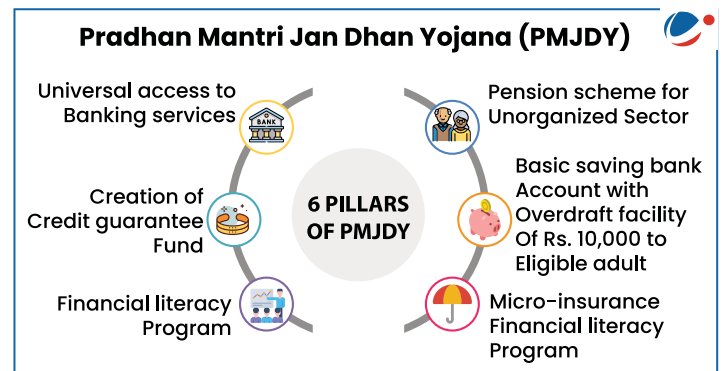 Pradhan Mantri Jan Dhan Yojana (PMJDY)
Universal access to
Banking services
BANK
Creation of
Credit guarantee
Fund
Financial literacy
Program
6 PILLARS
OF PMJDY
Pension scheme for
Unorganized Sector
Basic saving bank
Account with
Overdraft facility
Of Rs. 10,000 to
Eligible adult
Micro-insurance
Financial literacy
Program